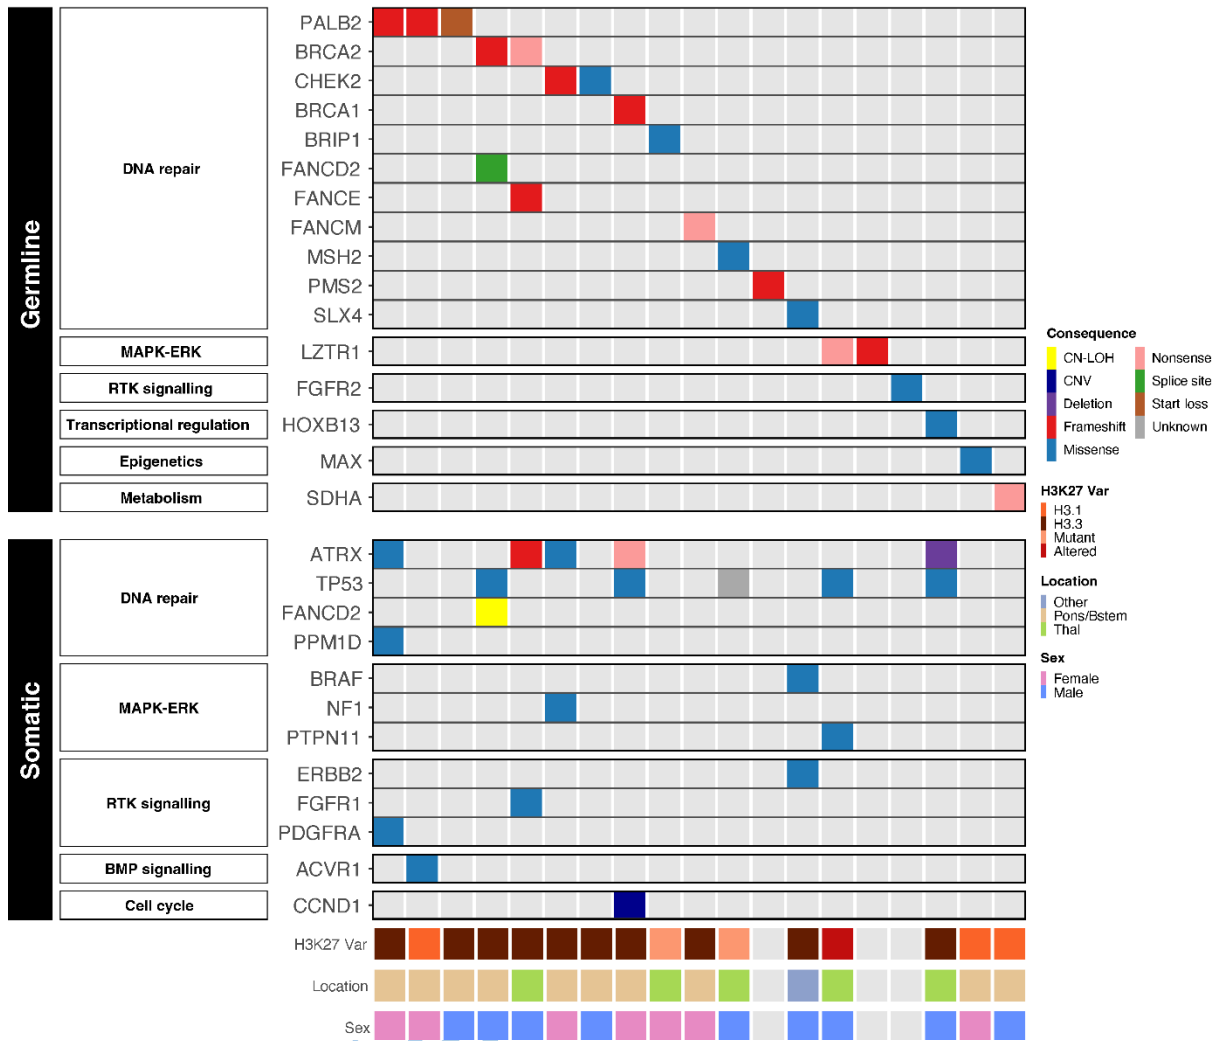 Germline
DNA repair
PALB2
BRCA2
CHEK2
BRCA1
BRIP1
FANCD2
FANCE
FANCM
MSH2
PMS2
SLX4
MAPK-ERK
LZTR1
RTK signalling
FGFR2
Transcriptional regulation
HOXB13
Epigenetics
MAX
Metabolism
SDHA
Somatic
DNA repair
ATRX
TP53
FANCD2
PPM1D
MAPK-ERK
BRAF
NF1
PTPN11
RTK signalling
ERBB2
FGFR1
PDGFRA
BMP signalling
ACVR1
Cell cycle
CCND1
H3K27 Var
Location
Sex
Consequence
CN-LOH
CNV
Deletion
Frameshift
Missense
Nonsense
Splice site
Start loss
Unknown
H3K27 Var
H3.1
H3.3
Mutant
Altered
Location
Other
Pons/Bstem
Thal
Sex
Female
Male